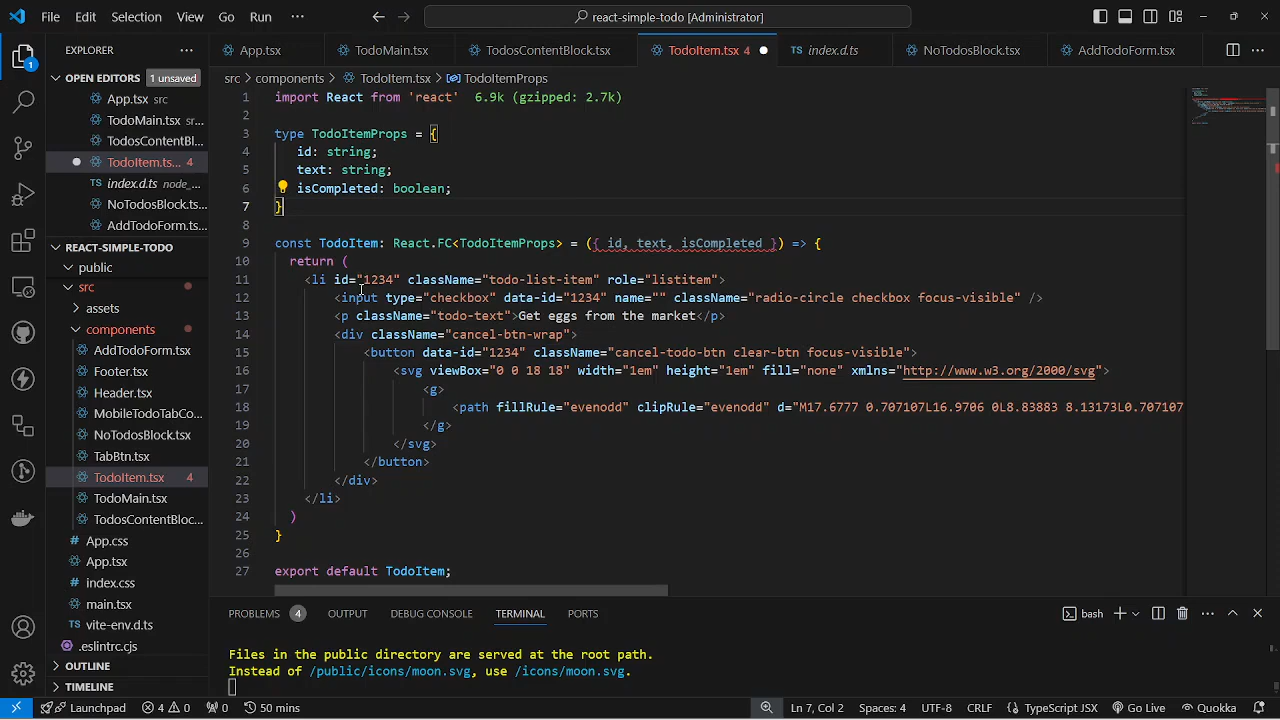 File Edit Selection View Go Run ··· react-simple-todo [Administrator]
EXPLORER ··· App.tsx TodoMain.tsx TodosContentBlock.tsx TodoItem.tsx 4 index.d.ts NoTodosBlock.tsx AddTodoForm.tsx ···
OPEN EDITORS 1 unsaved
src > components > TodoItem.tsx > TodoItemProps
App.tsx src
TodoMain.tsx sr...
TodosContentBl...
TodoItem.ts... 4
index.d.ts node_...
NoTodosBlock.ts...
AddTodoForm.ts...
REACT-SIMPLE-TODO
public
src
assets
components
AddTodoForm.tsx
Footer.tsx
Header.tsx
MobileTodoTabCo...
NoTodosBlock.tsx
TabBtn.tsx
TodoItem.tsx 4
TodoMain.tsx
TodosContentBloc...
App.css
App.tsx
index.css
main.tsx
vite-env.d.ts
.eslintrc.cjs
OUTLINE
TIMELINE
1 import React from 'react' 6.9k (gzipped: 2.7k)
2
3 type TodoItemProps = {
4 id: string;
5 text: string;
6 isCompleted: boolean;
7 }
8
9 const TodoItem: React.FC<TodoItemProps> = ({ id, text, isCompleted }) => {
10 return (
11 <li id="1234" className="todo-list-item" role="listitem">
12 <input type="checkbox" data-id="1234" name="" className="radio-circle checkbox focus-visible" />
13 <p className="todo-text">Get eggs from the market</p>
14 <div className="cancel-btn-wrap">
15 <button data-id="1234" className="cancel-todo-btn clear-btn focus-visible">
16 <svg viewBox="0 0 18 18" width="1em" height="1em" fill="none" xmlns="http://www.w3.org/2000/svg">
17 <g>
18 <path fillRule="evenodd" clipRule="evenodd" d="M17.6777 0.707107L16.9706 0L8.83883 8.13173L0.707107
19 </g>
20 </svg>
21 </button>
22 </div>
23 </li>
24 )
25 }
26
27 export default TodoItem;
PROBLEMS 4 OUTPUT DEBUG CONSOLE TERMINAL PORTS bash ···
Files in the public directory are served at the root path.
Instead of /public/icons/moon.svg, use /icons/moon.svg.
Launchpad 4 0 0 50 mins Ln 7, Col 2 Spaces: 4 UTF-8 CRLF TypeScript JSX Go Live Quokka